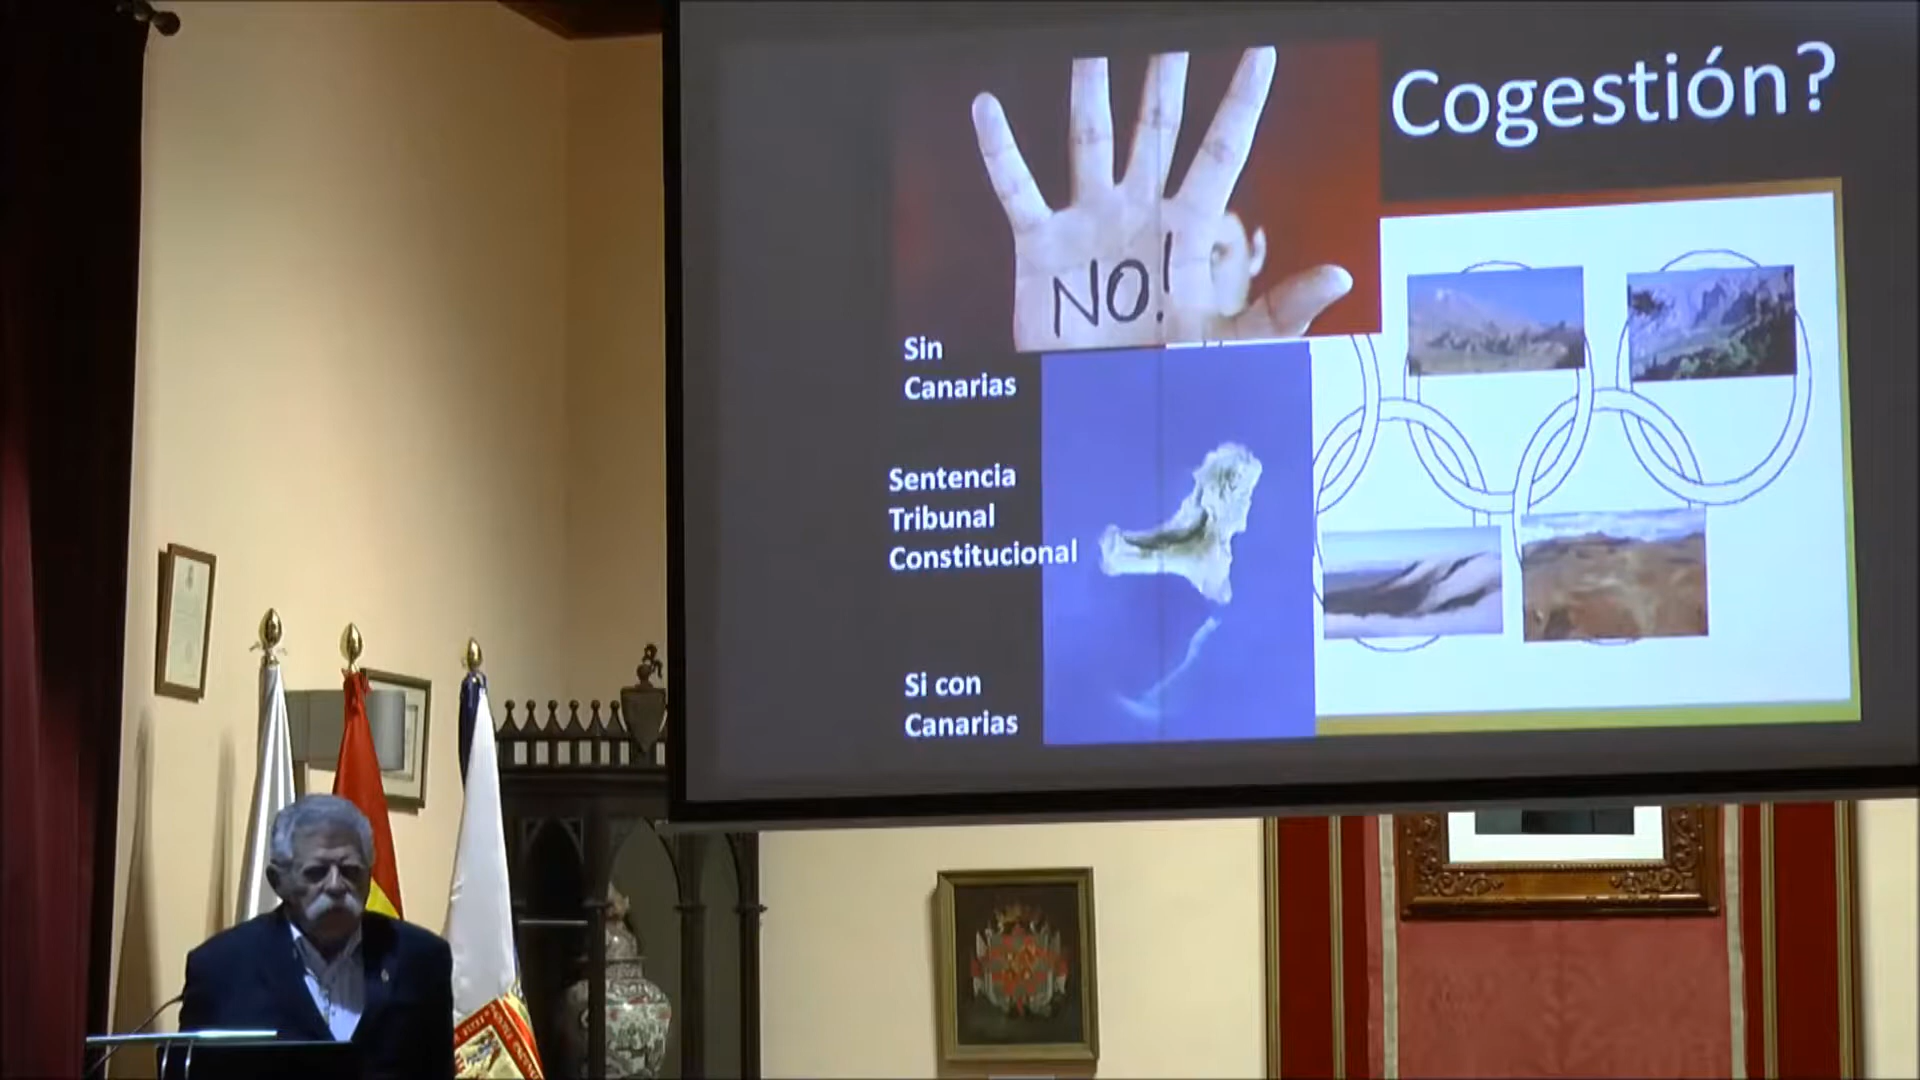 Cogestión?
NO!
Sin
Canarias
Sentencia
Tribunal
Constitucional
Si con
Canarias